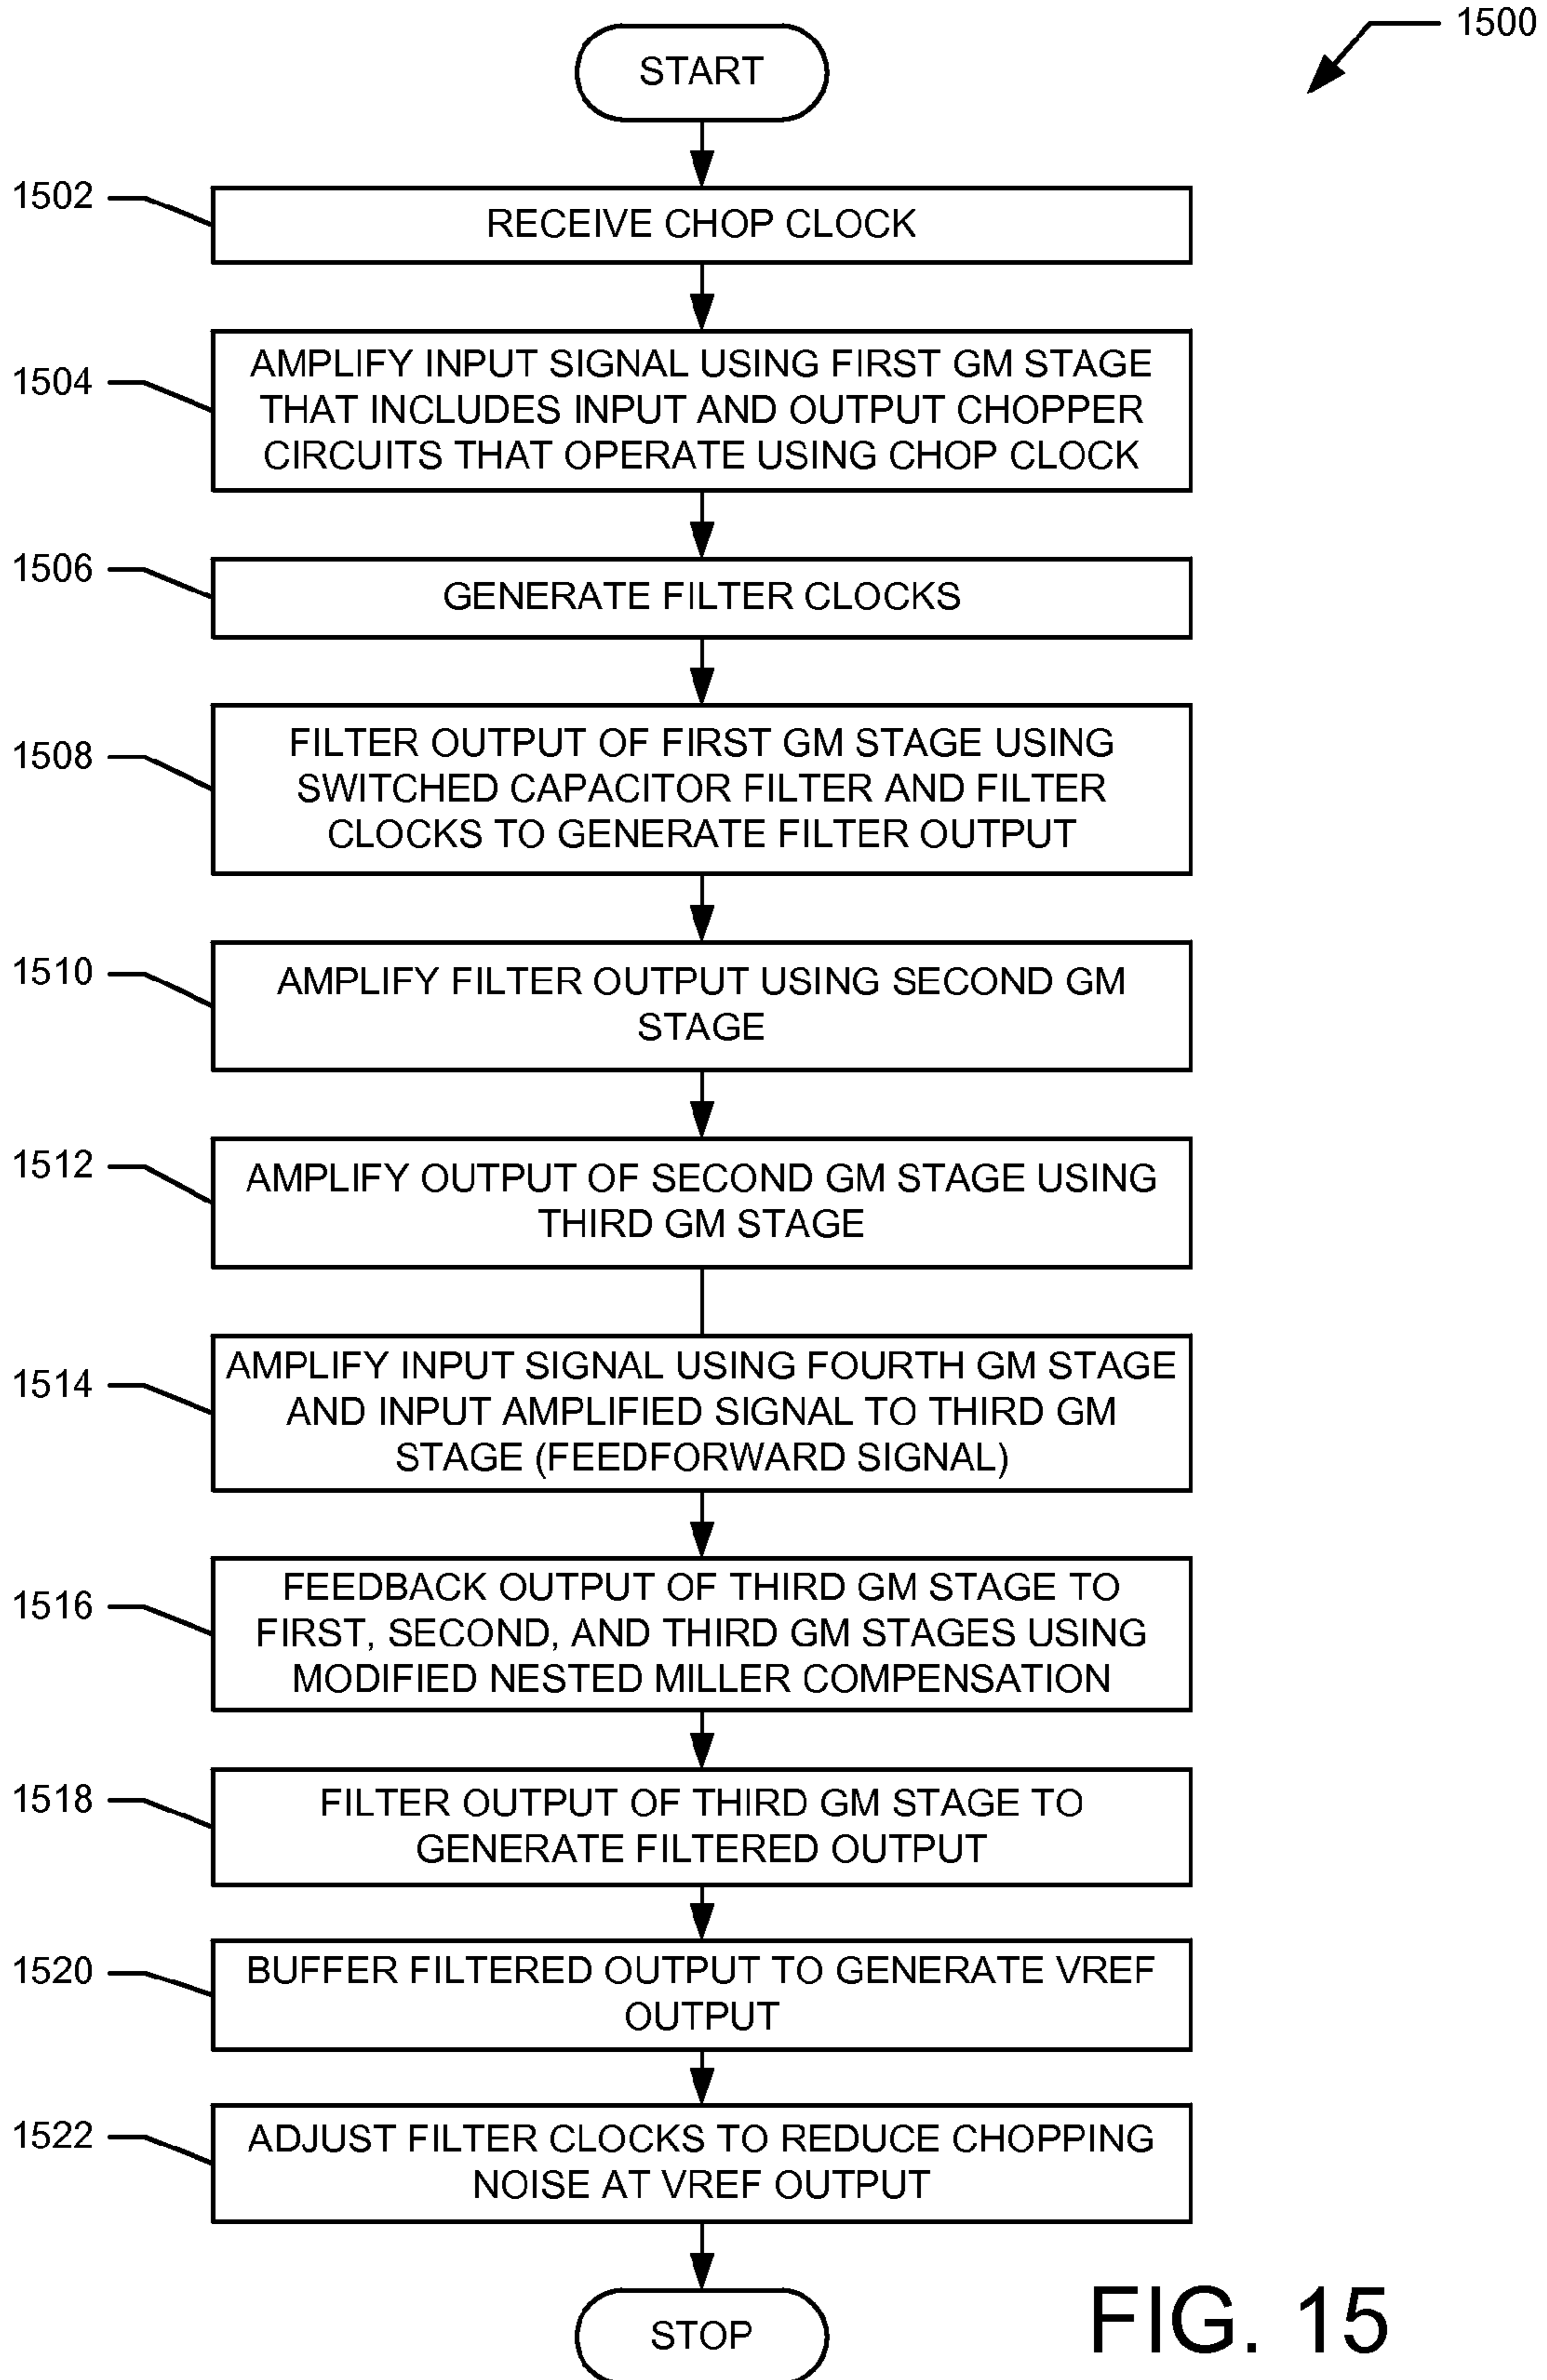 1500
START
1502
RECEIVE CHOP CLOCK
1504
AMPLIFY INPUT SIGNAL USING FIRST GM STAGE
THAT INCLUDES INPUT AND OUTPUT CHOPPER
CIRCUITS THAT OPERATE USING CHOP CLOCK
1506
GENERATE FILTER CLOCKS
1508
FILTER OUTPUT OF FIRST GM STAGE USING
SWITCHED CAPACITOR FILTER AND FILTER
CLOCKS TO GENERATE FILTER OUTPUT
1510
AMPLIFY FILTER OUTPUT USING SECOND GM
STAGE
1512
AMPLIFY OUTPUT OF SECOND GM STAGE USING
THIRD GM STAGE
1514
AMPLIFY INPUT SIGNAL USING FOURTH GM STAGE
AND INPUT AMPLIFIED SIGNAL TO THIRD GM
STAGE (FEEDFORWARD SIGNAL)
1516
FEEDBACK OUTPUT OF THIRD GM STAGE TO
FIRST, SECOND, AND THIRD GM STAGES USING
MODIFIED NESTED MILLER COMPENSATION
1518
FILTER OUTPUT OF THIRD GM STAGE TO
GENERATE FILTERED OUTPUT
1520
BUFFER FILTERED OUTPUT TO GENERATE VREF
OUTPUT
1522
ADJUST FILTER CLOCKS TO REDUCE CHOPPING
NOISE AT VREF OUTPUT
STOP
FIG. 15